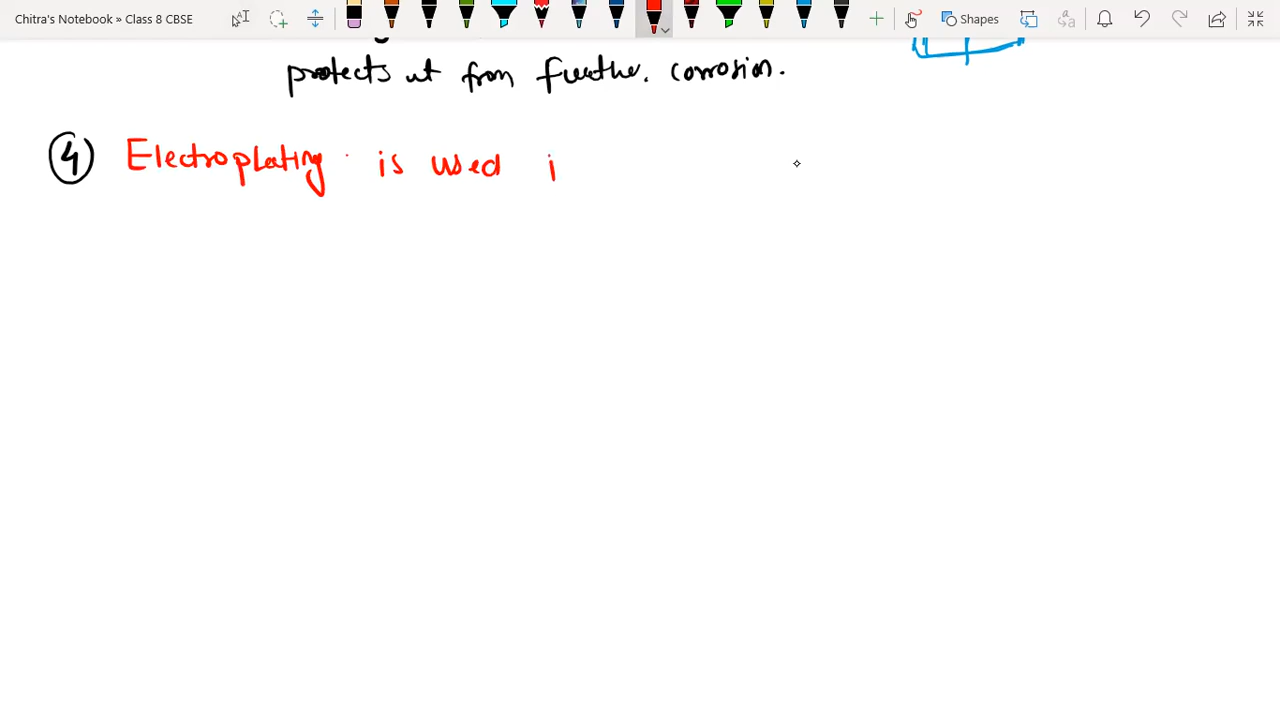 Chitra's Notebook » Class 8 CBSE
Shapes
protects it from further. corrosion.
4 Electroplating is used i